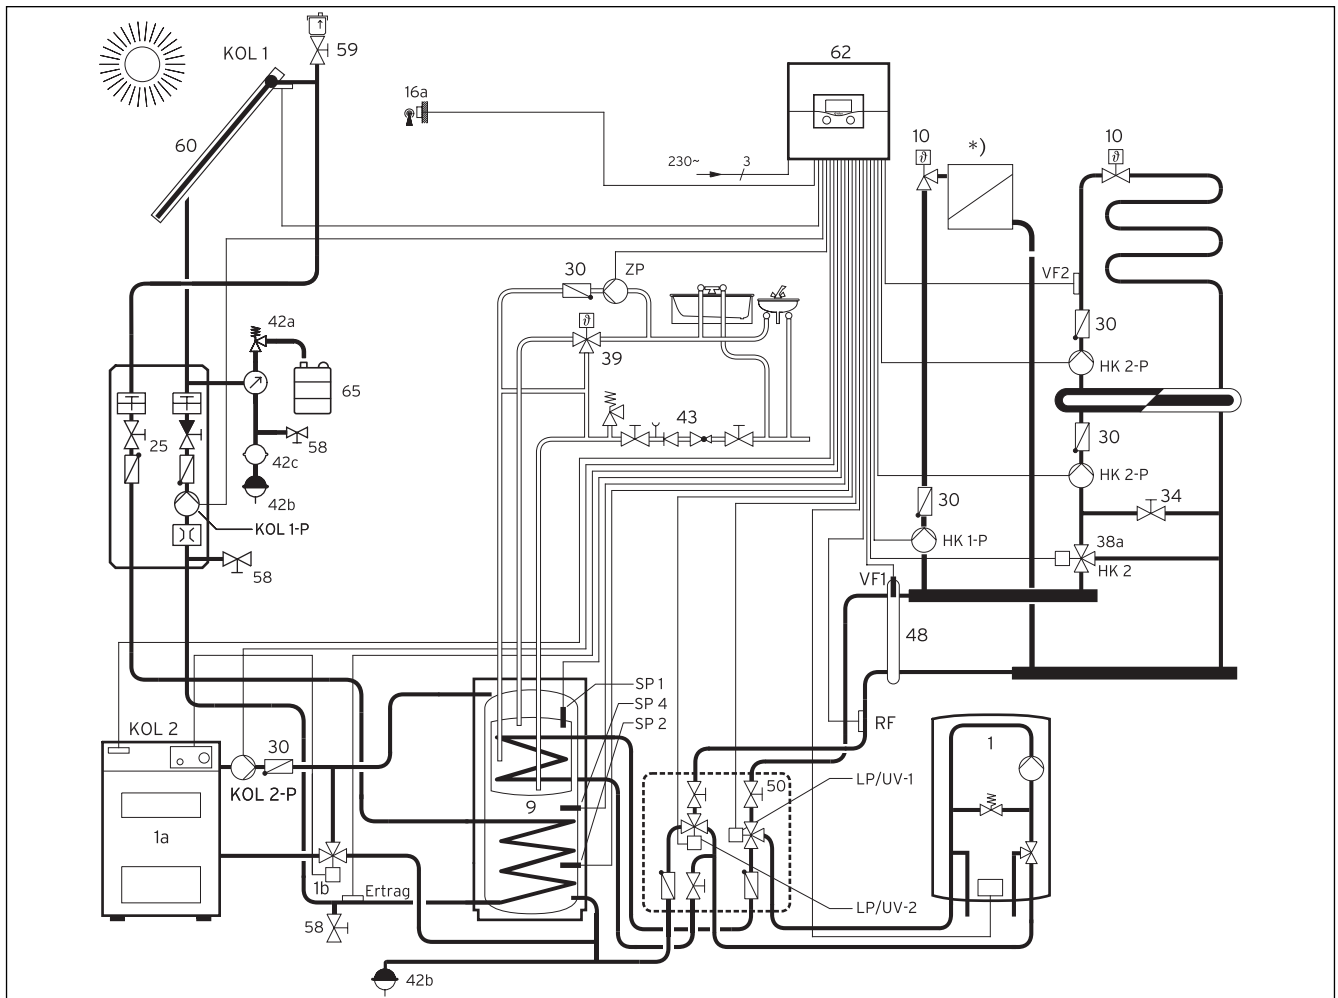 KOL 1
59
62
16a
60
230~
3
10
*)
10
ϑ
ϑ
30
ZP
VF2
42a
ϑ
39
30
HK 2-P
65
43
30
25
58
42c
HK 2-P
34
42b
30
KOL 1-P
HK 1-P
38a
HK 2
58
VF1
48
SP 1
SP 4
SP 2
KOL 2
RF
30
1
KOL 2-P
9
50
LP/UV-1
1a
1b
Ertrag
LP/UV-2
58
42b